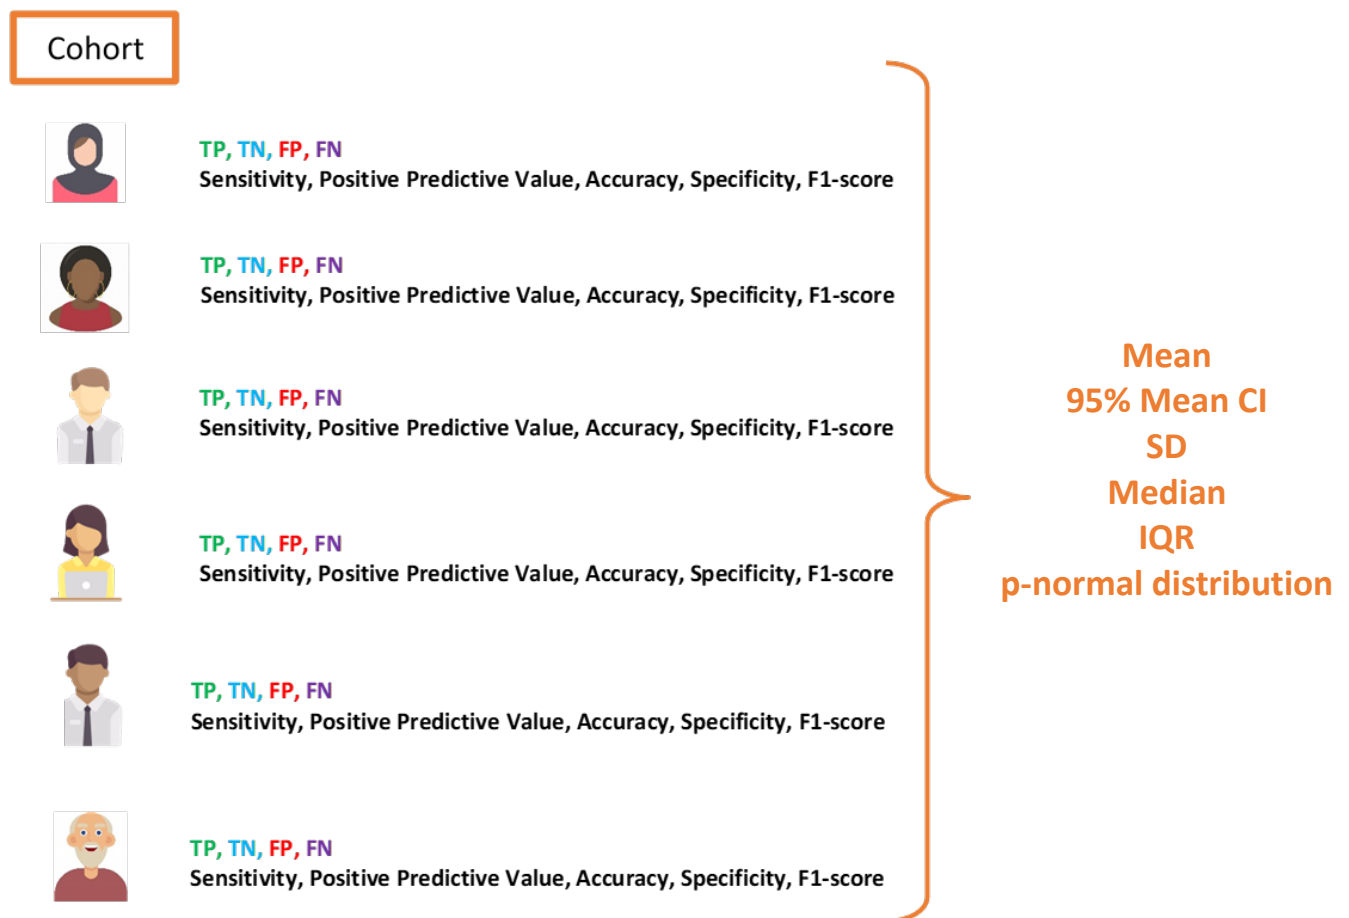 Cohort
TP, TN, FP, FN
Sensitivity, Positive Predictive Value, Accuracy, Specificity, F1-score
TP, TN, FP, FN
Sensitivity, Positive Predictive Value, Accuracy, Specificity, F1-score
TP, TN, FP, FN
Sensitivity, Positive Predictive Value, Accuracy, Specificity, F1-score
TP, TN, FP, FN
Sensitivity, Positive Predictive Value, Accuracy, Specificity, F1-score
TP, TN, FP, FN
Sensitivity, Positive Predictive Value, Accuracy, Specificity, F1-score
TP, TN, FP, FN
Sensitivity, Positive Predictive Value, Accuracy, Specificity, F1-score
Mean
95% Mean CI
SD
Median
IQR
p-normal distribution